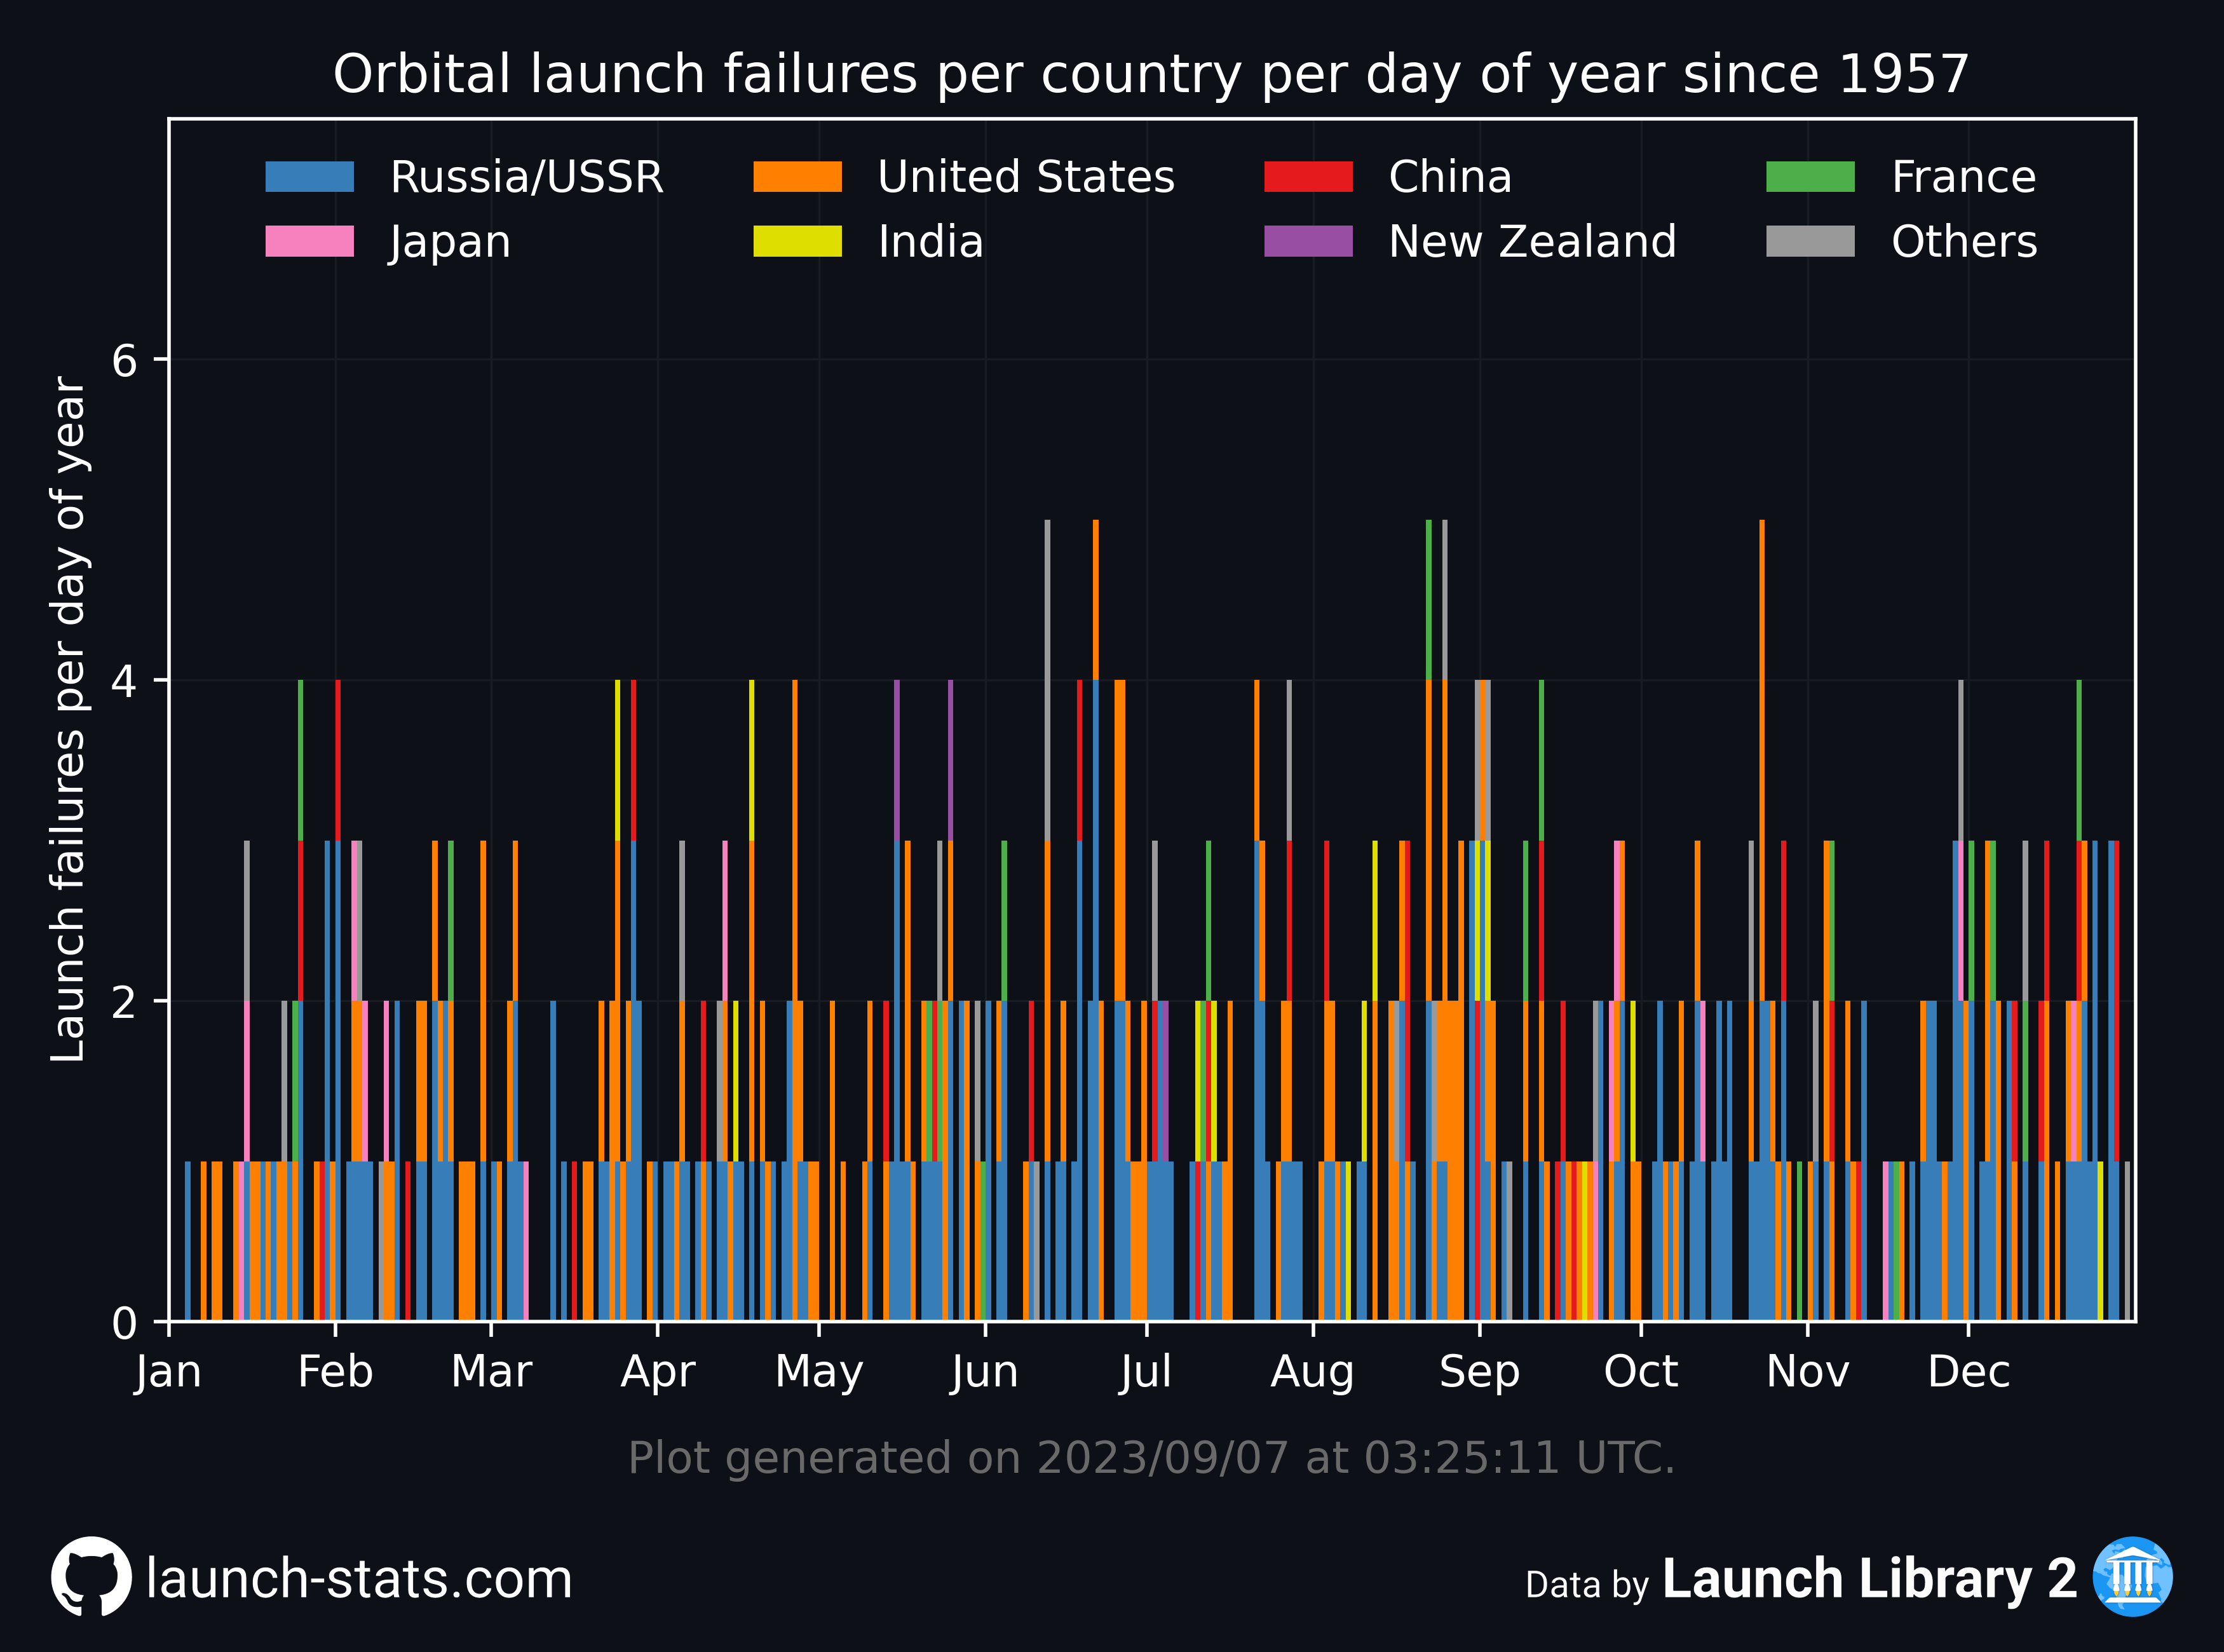 Orbital launch failures per country per day of year since 1957
Russia/USSR United States China France
Japan India New Zealand Others
Launch failures per day of year
6
4
2
0
Jan Feb Mar Apr May Jun Jul Aug Sep Oct Nov Dec
Plot generated on 2023/09/07 at 03:25:11 UTC.
launch-stats.com
Data by Launch Library 2